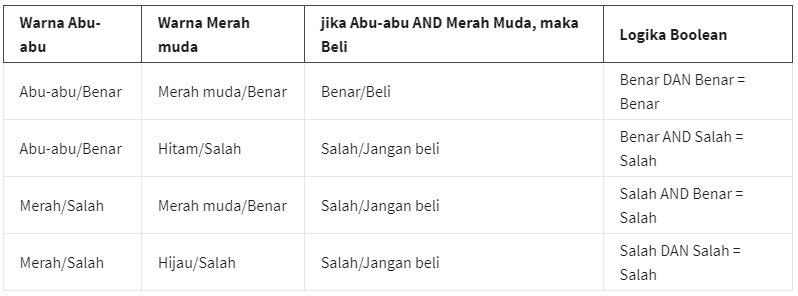 Warna Abu-
abu
Warna Merah
muda
jika Abu-abu AND Merah Muda, maka
Beli
Logika Boolean
Abu-abu/Benar
Merah muda/Benar
Benar/Beli
Benar DAN Benar =
Benar
Abu-abu/Benar
Hitam/Salah
Salah/Jangan beli
Benar AND Salah =
Salah
Merah/Salah
Merah muda/Benar
Salah/Jangan beli
Salah AND Benar =
Salah
Merah/Salah
Hijau/Salah
Salah/Jangan beli
Salah DAN Salah =
Salah